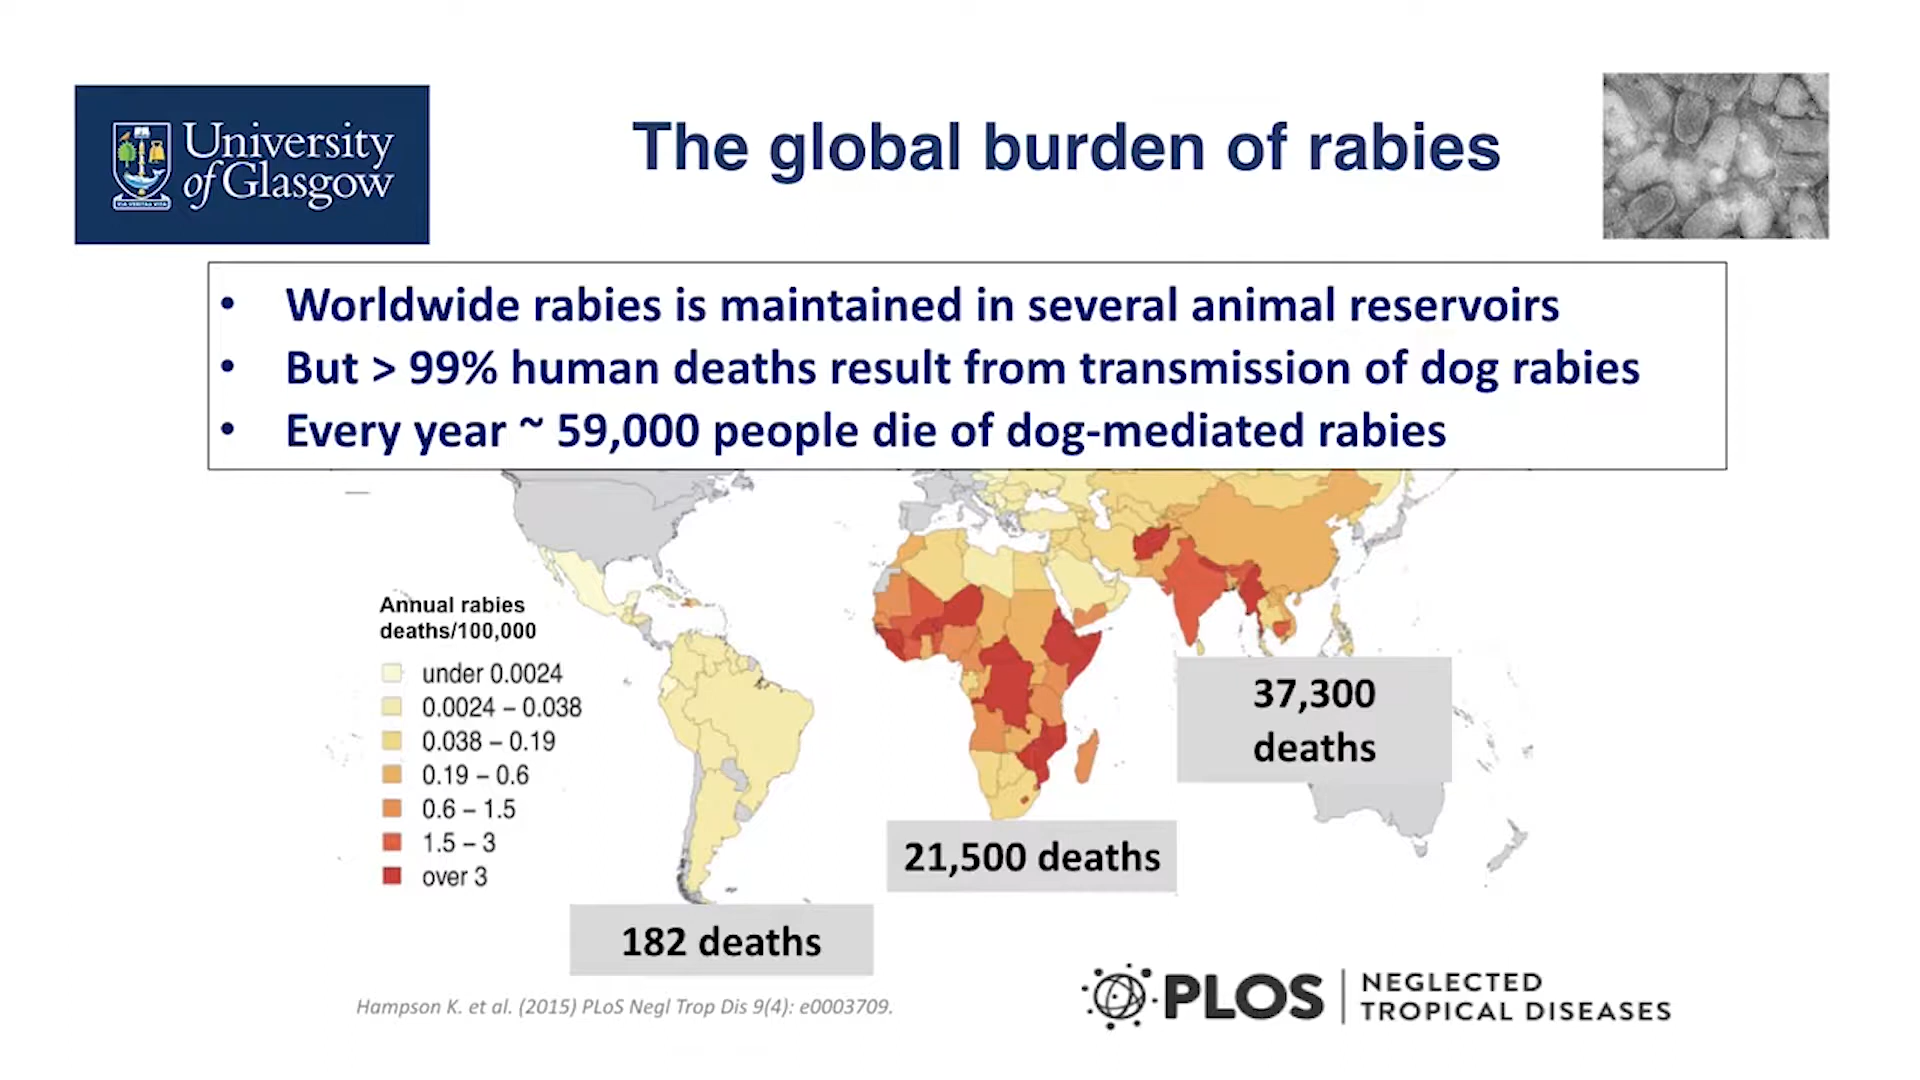 University
of Glasgow
The global burden of rabies
• Worldwide rabies is maintained in several animal reservoirs
• But > 99% human deaths result from transmission of dog rabies
• Every year ~ 59,000 people die of dog-mediated rabies
Annual rabies
deaths/100,000
under 0.0024
0.0024 – 0.038
0.038 – 0.19
0.19 – 0.6
0.6 – 1.5
1.5 – 3
over 3
37,300
deaths
21,500 deaths
182 deaths
Hampson K. et al. (2015) PLoS Negl Trop Dis 9(4): e0003709.
PLOS
NEGLECTED
TROPICAL DISEASES